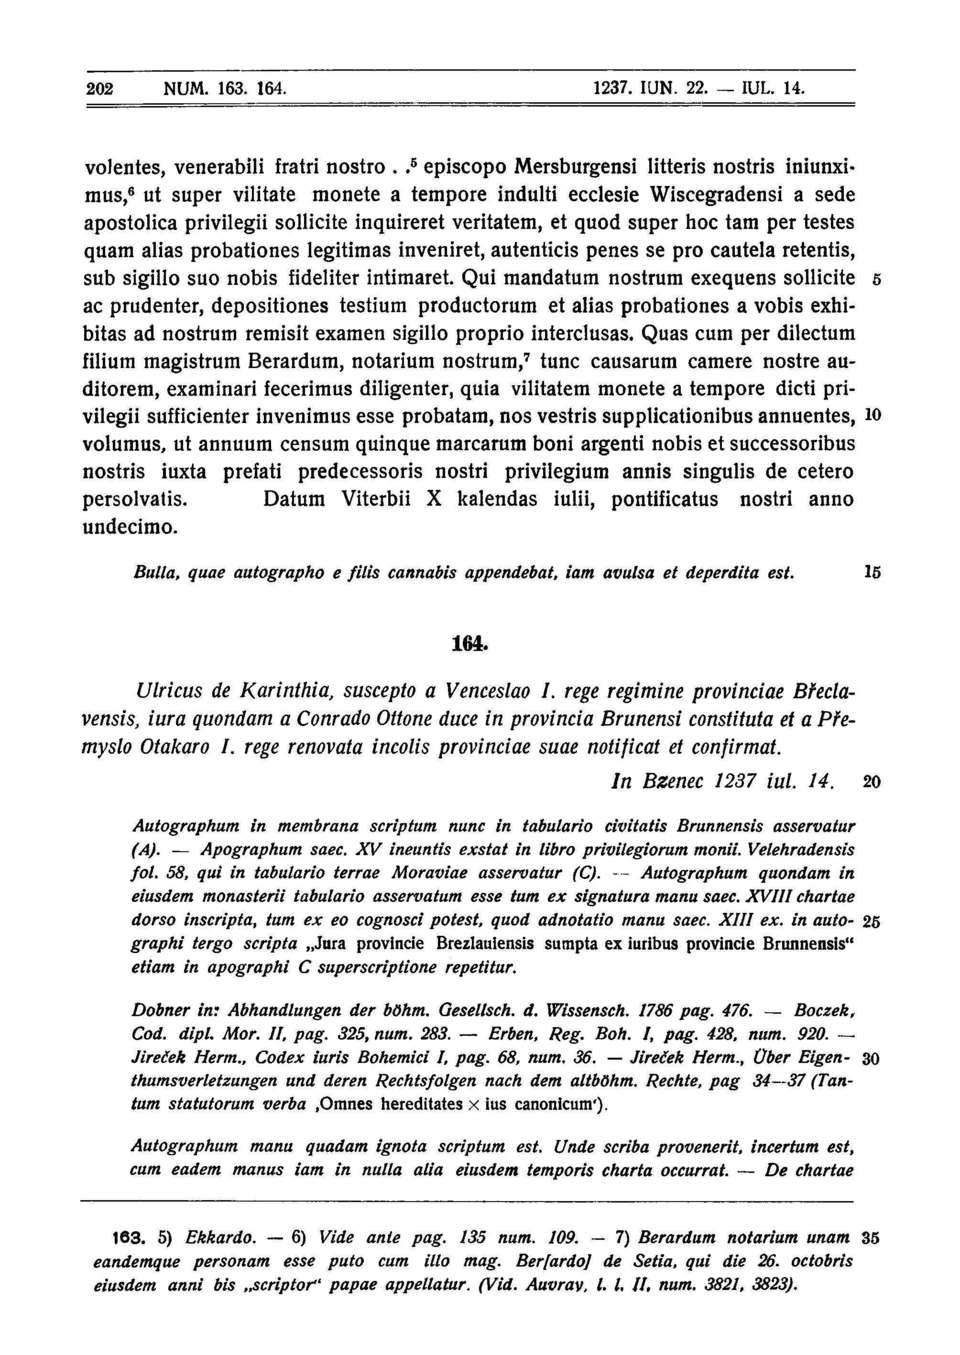 202 NUM. 163. 164. 1237. IUN. 22. — IUL. 14.
volentes, venerabili fratri nostro . .⁵ episcopo Mersburgensi litteris nostris iniunxi-
mus,⁶ ut super vilitate monete a tempore indulti ecclesie Wiscegradensi a sede
apostolica privilegii sollicite inquireret veritatem, et quod super hoc tam per testes
quam alias probationes legitimas inveniret, autenticis penes se pro cautela retentis,
sub sigillo suo nobis fideliter intimaret. Qui mandatum nostrum exequens sollicite 5
ac prudenter, depositiones testium productorum et alias probationes a vobis exhi-
bitas ad nostrum remisit examen sigillo proprio interclusas. Quas cum per dilectum
filium magistrum Berardum, notarium nostrum,⁷ tunc causarum camere nostre au-
ditorem, examinari fecerimus diligenter, quia vilitatem monete a tempore dicti pri-
vilegii sufficienter invenimus esse probatam, nos vestris supplicationibus annuentes, 10
volumus, ut annuum censum quinque marcarum boni argenti nobis et successoribus
nostris iuxta prefati predecessoris nostri privilegium annis singulis de cetero
persolvatis. Datum Viterbii X kalendas iulii, pontificatus nostri anno
undecimo.
Bulla, quae autographo e filis cannabis appendebat, iam avulsa et deperdita est. 15
164.
Ulricus de Karinthia, suscepto a Venceslao I. rege regimine provinciae Břecla-
vensis, iura quondam a Conrado Ottone duce in provincia Brunensi constituta et a Pře-
myslo Otakaro I. rege renovata incolis provinciae suae notificat et confirmat.
In Bzenec 1237 iul. 14. 20
Autographum in membrana scriptum nunc in tabulario civitatis Brunnensis asservatur
(A). — Apographum saec. XV ineuntis exstat in libro privilegiorum monii. Velehradensis
fol. 58, qui in tabulario terrae Moraviae asservatur (C). — Autographum quondam in
eiusdem monasterii tabulario asservatum esse tum ex signatura manu saec. XVIII chartae
dorso inscripta, tum ex eo cognosci potest, quod adnotatio manu saec. XIII ex. in auto- 25
graphi tergo scripta „Jura provincie Brezlauiensis sumpta ex iuribus provincie Brunnensis“
etiam in apographi C superscriptione repetitur.
Dobner in: Abhandlungen der böhm. Gesellsch. d. Wissensch. 1786 pag. 476. — Boczek,
Cod. dipl. Mor. II, pag. 325, num. 283. — Erben, Reg. Boh. I, pag. 428, num. 920. —
Jireček Herm., Codex iuris Bohemici I, pag. 68, num. 36. — Jireček Herm., Über Eigen- 30
thumsverletzungen und deren Rechtsfolgen nach dem altböhm. Rechte, pag 34—37 (Tan-
tum statutorum verba ‚Omnes hereditates × ius canonicum‘).
Autographum manu quadam ignota scriptum est. Unde scriba provenerit, incertum est,
cum eadem manus iam in nulla alia eiusdem temporis charta occurrat. — De chartae
163. 5) Ekkardo. — 6) Vide ante pag. 135 num. 109. — 7) Berardum notarium unam 35
eandemque personam esse puto cum illo mag. Ber[ardo] de Setia, qui die 26. octobris
eiusdem anni bis „scriptor“ papae appellatur. (Vid. Auvray, l. l. II, num. 3821, 3823).